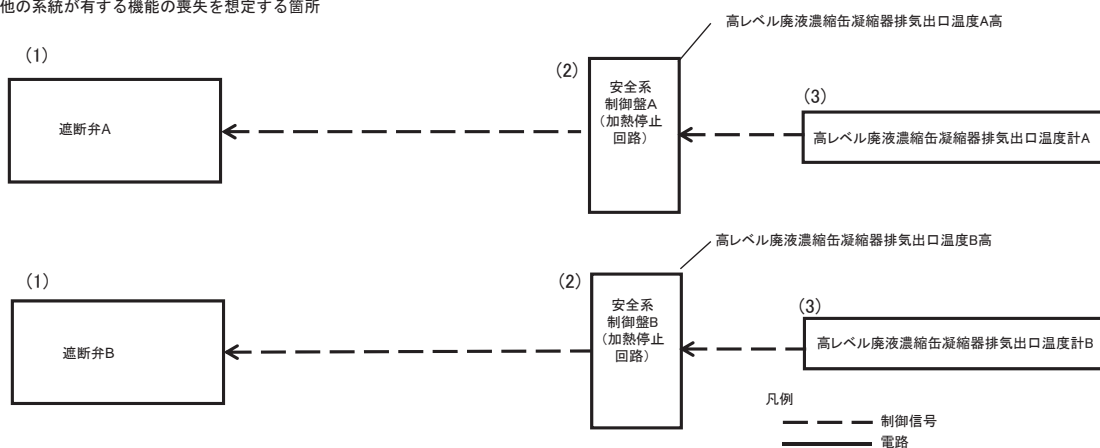 他の系統が有する機能の喪失を想定する箇所
高レベル廃液濃縮缶凝縮器排気出口温度A高
(1)
遮断弁A
(2)
安全系
制御盤A
(加熱停止
回路)
(3)
高レベル廃液濃縮缶凝縮器排気出口温度計A
高レベル廃液濃縮缶凝縮器排気出口温度B高
(1)
遮断弁B
(2)
安全系
制御盤B
(加熱停止
回路)
(3)
高レベル廃液濃縮缶凝縮器排気出口温度計B
凡例
制御信号
電路